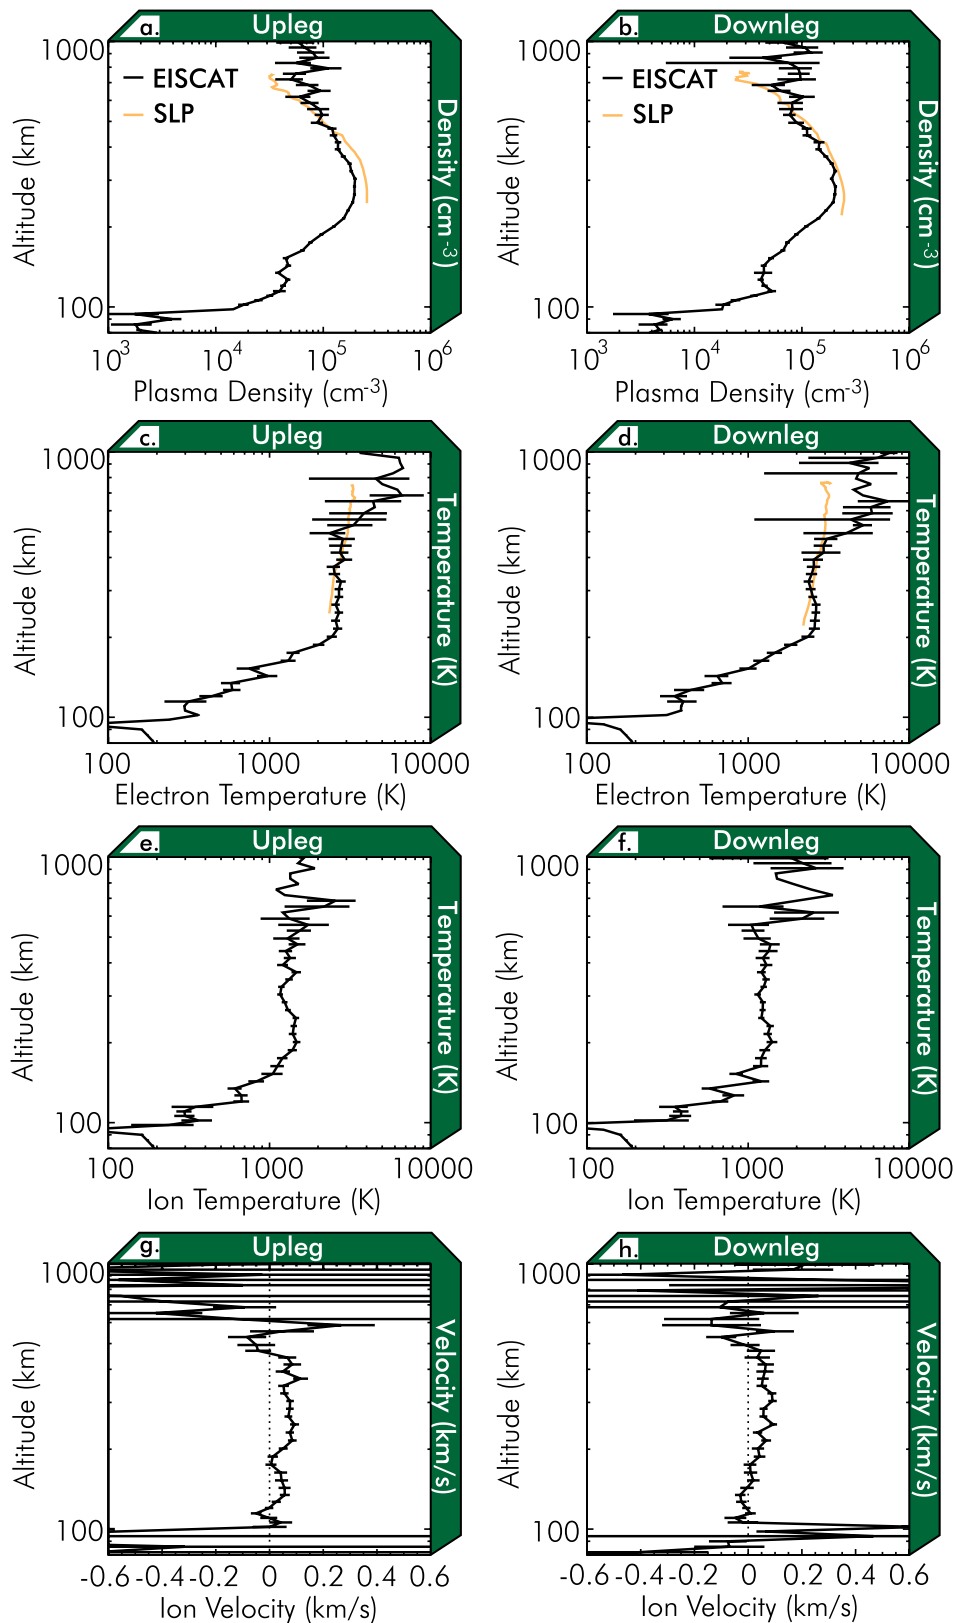 a. Upleg
b. Downleg
1000
EISCAT
SLP
Altitude (km)
100
Density (cm-3)
10³ 10⁴ 10⁵ 10⁶
Plasma Density (cm-3)
1000
EISCAT
SLP
Altitude (km)
100
Density (cm-3)
10³ 10⁴ 10⁵ 10⁶
Plasma Density (cm-3)
c. Upleg
d. Downleg
1000
Altitude (km)
100
Temperature (K)
100 1000 10000
Electron Temperature (K)
1000
Altitude (km)
100
Temperature (K)
100 1000 10000
Electron Temperature (K)
e. Upleg
f. Downleg
1000
Altitude (km)
100
Temperature (K)
100 1000 10000
Ion Temperature (K)
1000
Altitude (km)
100
Temperature (K)
100 1000 10000
Ion Temperature (K)
g. Upleg
h. Downleg
1000
Altitude (km)
100
Velocity (km/s)
-0.6 -0.4 -0.2 0 0.2 0.4 0.6
Ion Velocity (km/s)
1000
Altitude (km)
100
Velocity (km/s)
-0.6 -0.4 -0.2 0 0.2 0.4 0.6
Ion Velocity (km/s)